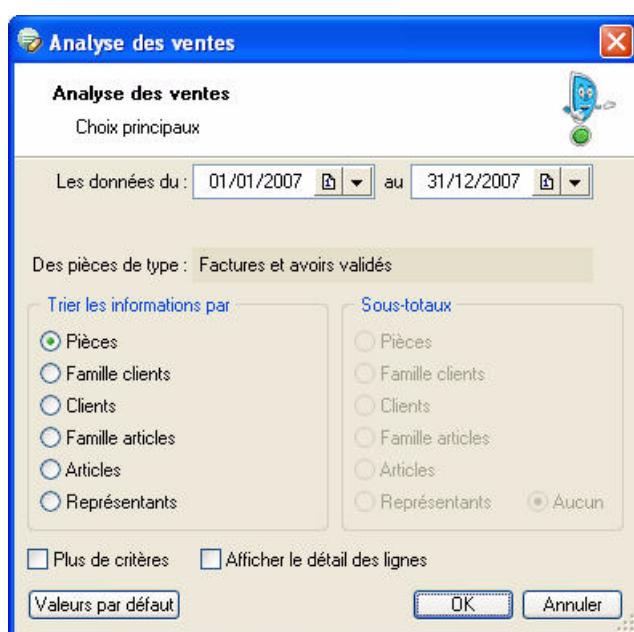 Analyse des ventes
Analyse des ventes
Choix principaux
Les données du : 01/01/2007 au 31/12/2007
Des pièces de type : Factures et avoirs validés
Trier les informations par
Pièces
Famille clients
Clients
Famille articles
Articles
Représentants
Sous-totaux
Pièces
Famille clients
Clients
Famille articles
Articles
Représentants Aucun
Plus de critères Afficher le détail des lignes
Valeurs par défaut OK Annuler